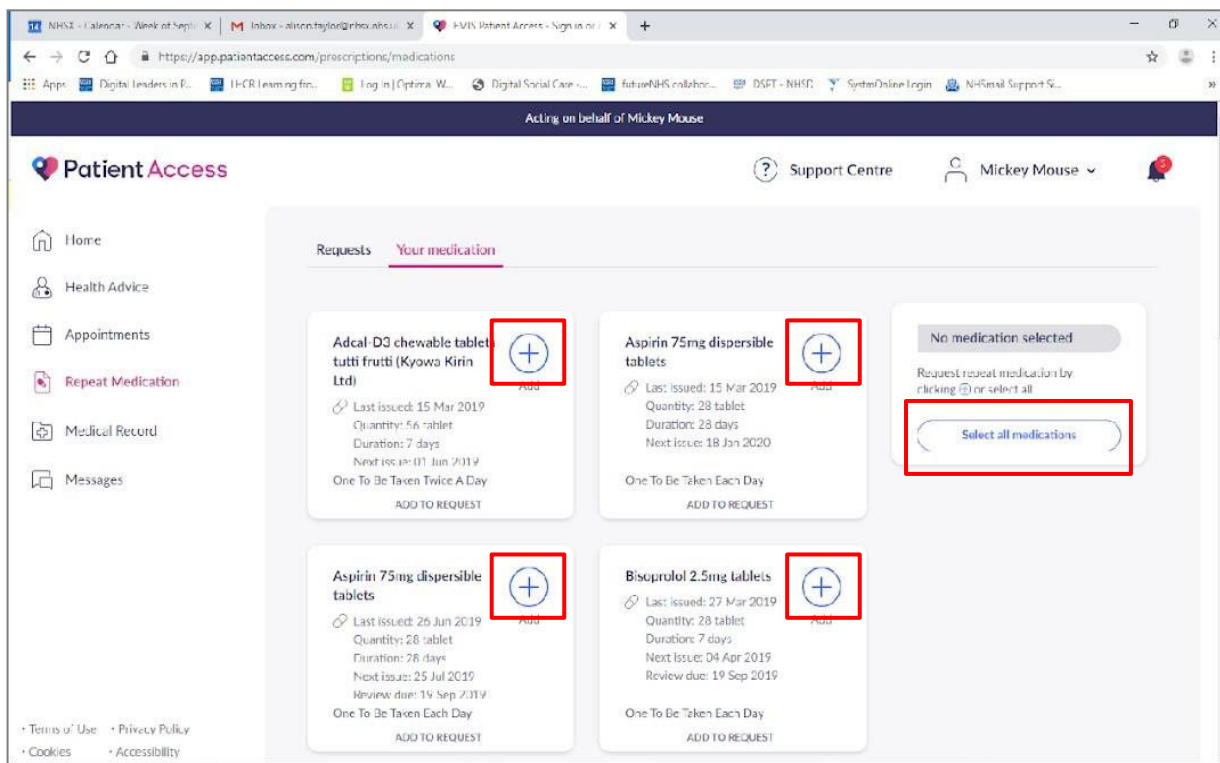 NHSX - Calendar - Week of Sept
Inbox - alison.taylor@nhsx.nhs.u
EMIS Patient Access - Sign in or
https://app.patientaccess.com/prescriptions/medications
Apps
Digital Leaders in P...
LHCR Learning fro...
Log In | Optima W...
Digital Social Care -...
futureNHS collabor...
DSPT - NHSD
SystmOnline Login
NHSmail Support Si...
Acting on behalf of Mickey Mouse
Patient Access
Support Centre
Mickey Mouse
Home
Health Advice
Appointments
Repeat Medication
Medical Record
Messages
Requests
Your medication
Adcal-D3 chewable tablets
tutti frutti (Kyowa Kirin
Ltd)
Add
Last issued: 15 Mar 2019
Quantity: 56 tablet
Duration: 7 days
Next issue: 01 Jun 2019
One To Be Taken Twice A Day
ADD TO REQUEST
Aspirin 75mg dispersible
tablets
Add
Last issued: 15 Mar 2019
Quantity: 28 tablet
Duration: 28 days
Next issue: 18 Jan 2020
One To Be Taken Each Day
ADD TO REQUEST
No medication selected
Request repeat medication by
clicking ⊕ or select all
Select all medications
Aspirin 75mg dispersible
tablets
Add
Last issued: 26 Jun 2019
Quantity: 28 tablet
Duration: 28 days
Next issue: 25 Jul 2019
Review due: 19 Sep 2019
One To Be Taken Each Day
ADD TO REQUEST
Bisoprolol 2.5mg tablets
Add
Last issued: 27 Mar 2019
Quantity: 28 tablet
Duration: 7 days
Next issue: 04 Apr 2019
Review due: 19 Sep 2019
One To Be Taken Each Day
ADD TO REQUEST
• Terms of Use • Privacy Policy
• Cookies • Accessibility